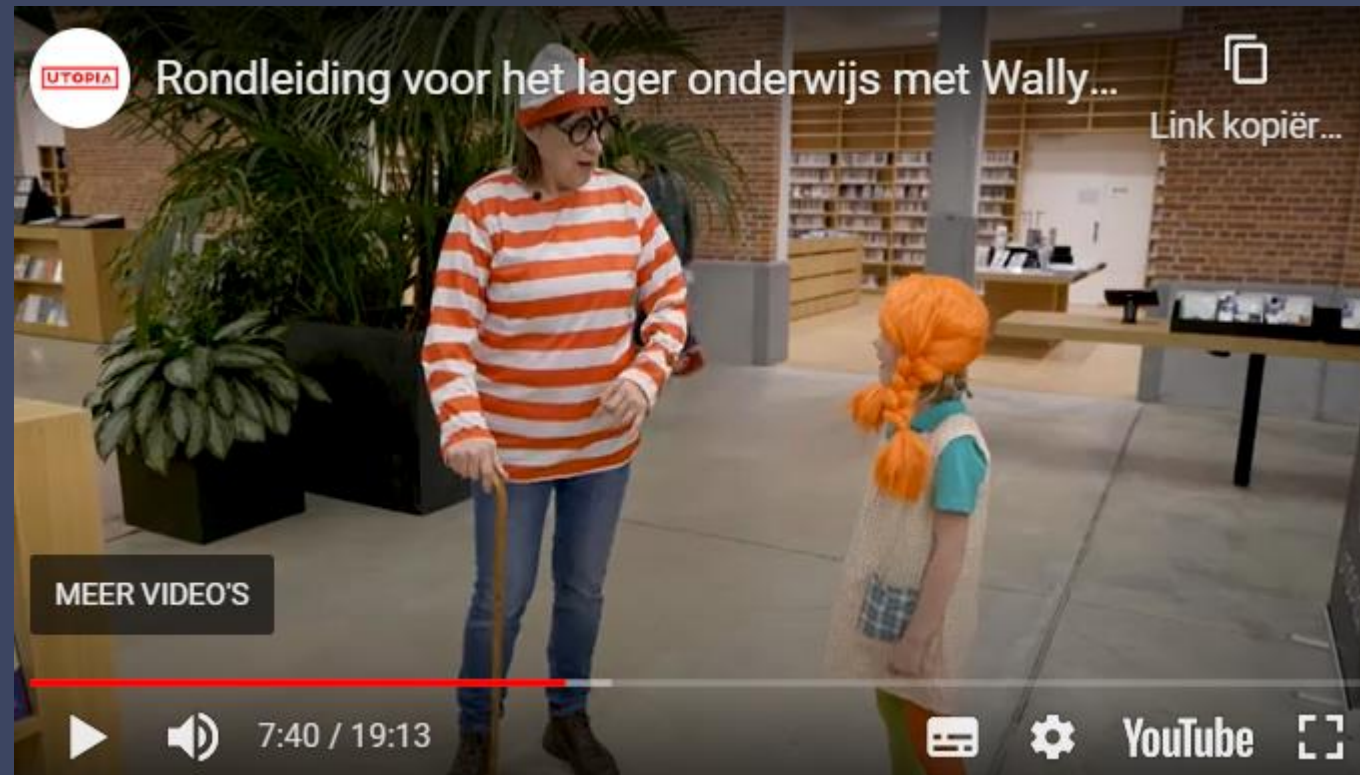 UTOPIA
Rondleiding voor het lager onderwijs met Wally...
Link kopiër...
MEER VIDEO'S
7:40 / 19:13
YouTube